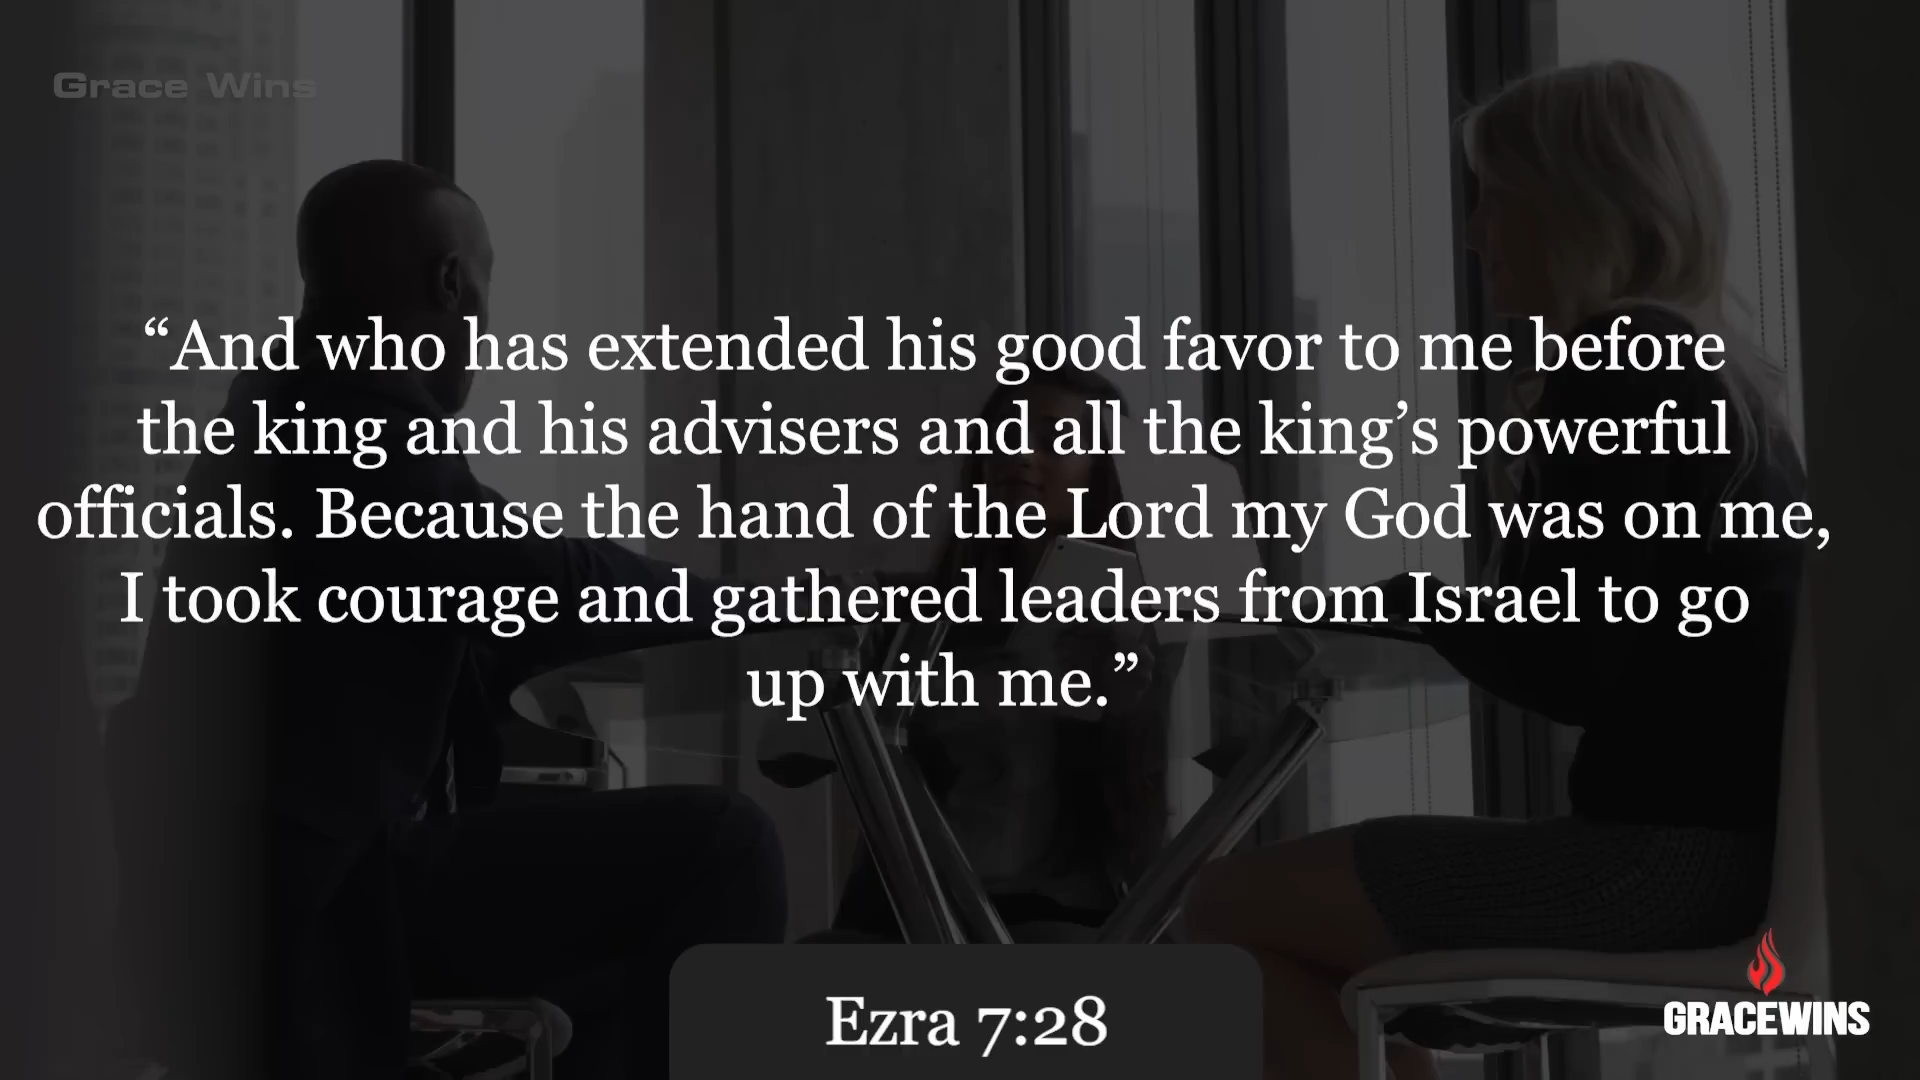 Grace Wins
“And who has extended his good favor to me before
the king and his advisers and all the king’s powerful
officials. Because the hand of the Lord my God was on me,
I took courage and gathered leaders from Israel to go
up with me.”
Ezra 7:28
GRACEWINS